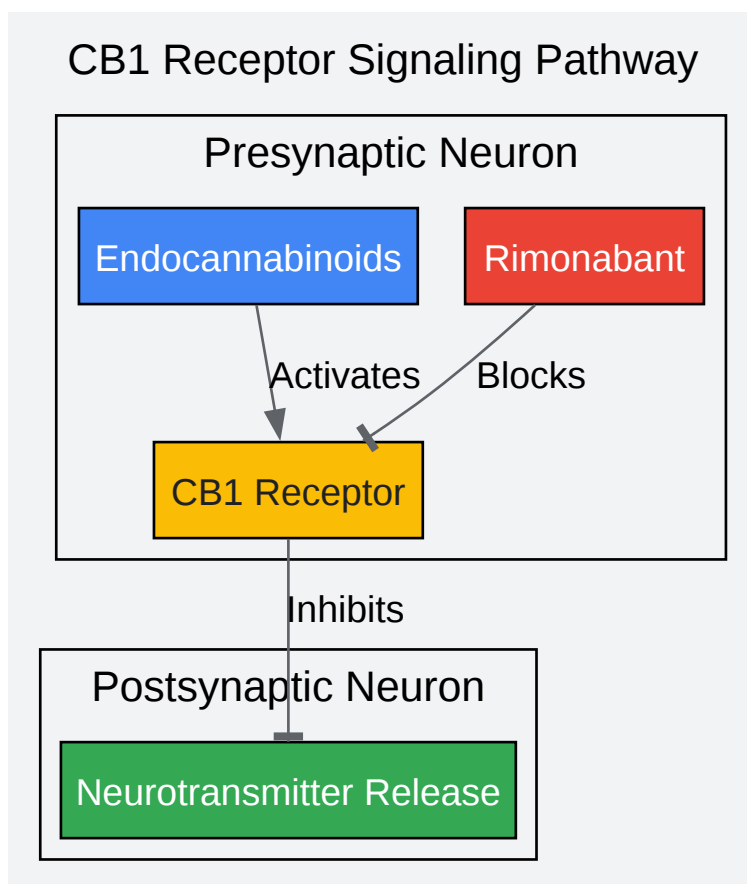 CB1 Receptor Signaling Pathway
Presynaptic Neuron
Endocannabinoids
Rimonabant
Activates
Blocks
CB1 Receptor
Inhibits
Postsynaptic Neuron
Neurotransmitter Release